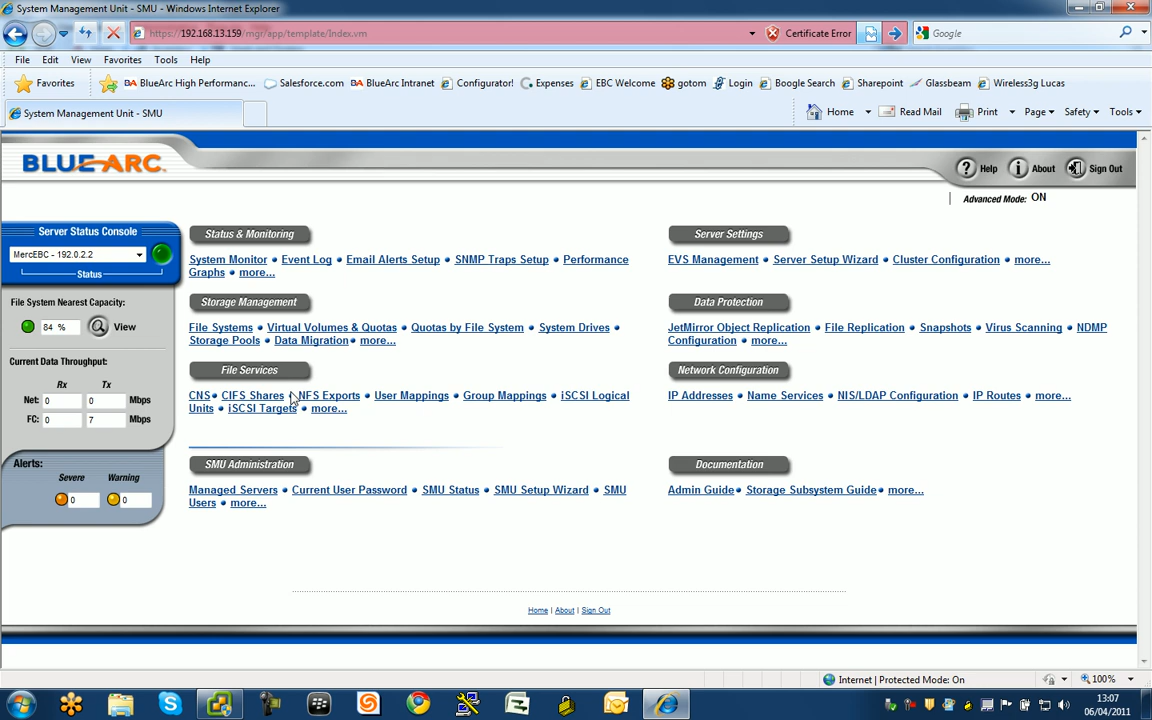 System Management Unit - SMU - Windows Internet Explorer
https://192.168.13.159/mgr/app/template/Index.vm
Certificate Error
Google
File Edit View Favorites Tools Help
Favorites BlueArc High Performanc... Salesforce.com BlueArc Intranet Configurator! Expenses EBC Welcome gotom Login Boogle Search Sharepoint Glassbeam Wireless3g Lucas
System Management Unit - SMU
Home Read Mail Print Page Safety Tools
BLUE ARC
Help About Sign Out
Advanced Mode: ON
Server Status Console
MercEBC - 192.0.2.2
Status
File System Nearest Capacity:
84 % View
Current Data Throughput:
Rx Tx
Net: 0 0 Mbps
FC: 0 7 Mbps
Alerts:
Severe Warning
0 0
Status & Monitoring
System Monitor • Event Log • Email Alerts Setup • SNMP Traps Setup • Performance
Graphs • more...
Storage Management
File Systems • Virtual Volumes & Quotas • Quotas by File System • System Drives •
Storage Pools • Data Migration • more...
File Services
CNS • CIFS Shares • NFS Exports • User Mappings • Group Mappings • iSCSI Logical
Units • iSCSI Targets • more...
SMU Administration
Managed Servers • Current User Password • SMU Status • SMU Setup Wizard • SMU
Users • more...
Server Settings
EVS Management • Server Setup Wizard • Cluster Configuration • more...
Data Protection
JetMirror Object Replication • File Replication • Snapshots • Virus Scanning • NDMP
Configuration • more...
Network Configuration
IP Addresses • Name Services • NIS/LDAP Configuration • IP Routes • more...
Documentation
Admin Guide • Storage Subsystem Guide • more...
Home | About | Sign Out
Internet | Protected Mode: On
100%
13:07
06/04/2011